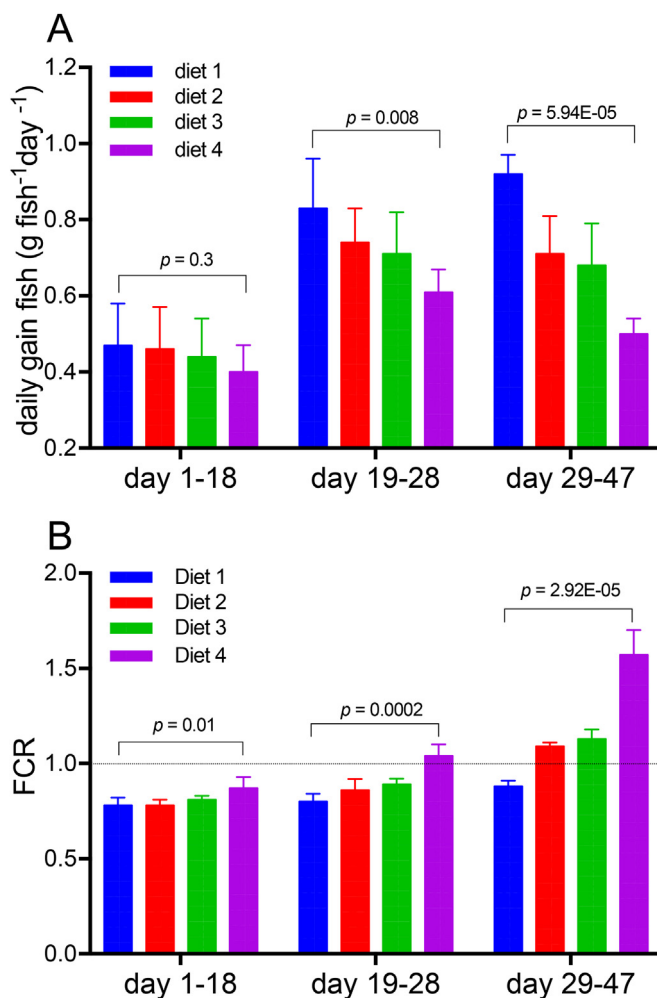 A
1.2
1.0
0.8
0.6
0.4
0.2
daily gain fish (g fish⁻¹day ⁻¹)
diet 1
diet 2
diet 3
diet 4
p = 0.3
p = 0.008
p = 5.94E-05
day 1-18
day 19-28
day 29-47
B
2.0
1.5
1.0
0.5
0.0
FCR
Diet 1
Diet 2
Diet 3
Diet 4
p = 0.01
p = 0.0002
p = 2.92E-05
day 1-18
day 19-28
day 29-47